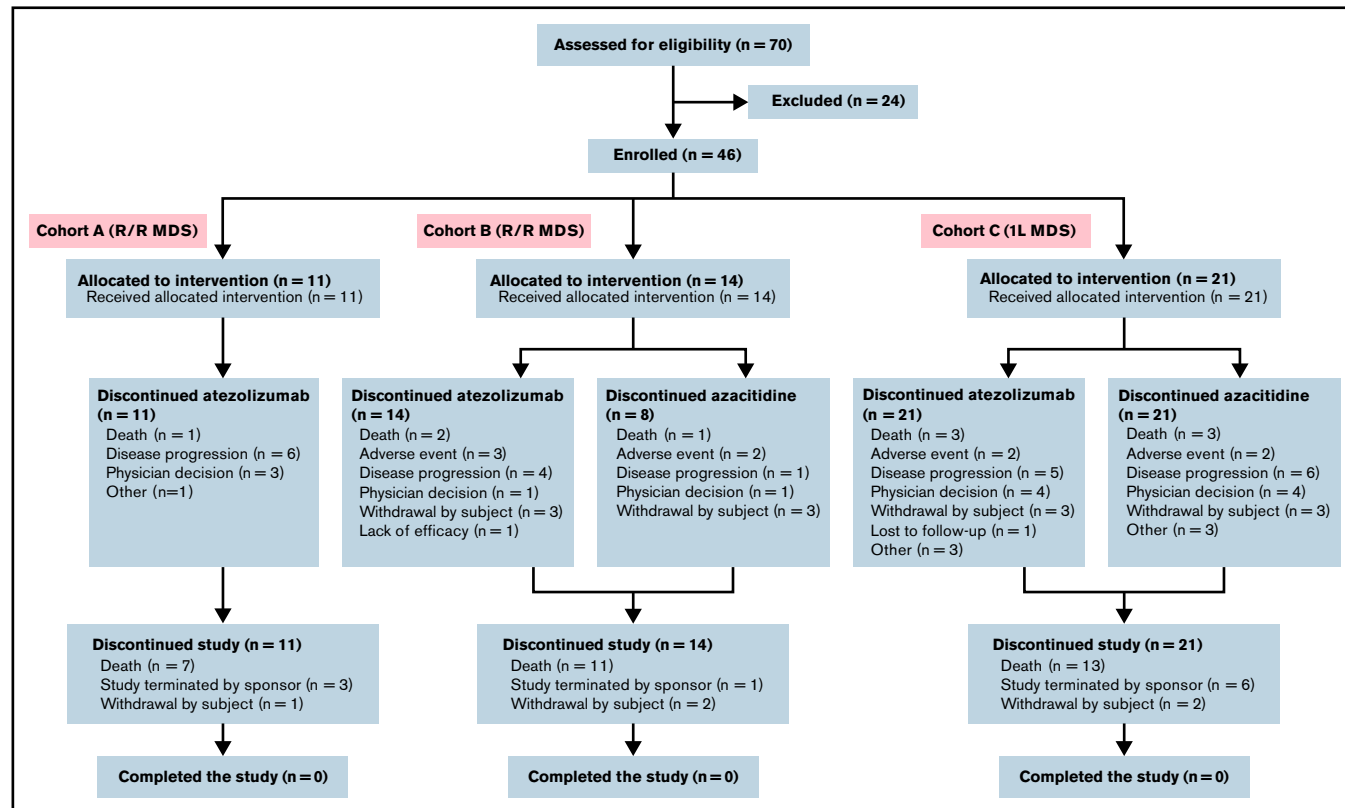 Assessed for eligibility (n = 70)
Excluded (n = 24)
Enrolled (n = 46)
Cohort A (R/R MDS)
Allocated to intervention (n = 11)
Received allocated intervention (n = 11)
Discontinued atezolizumab
(n = 11)
Death (n = 1)
Disease progression (n = 6)
Physician decision (n = 3)
Other (n=1)
Discontinued study (n = 11)
Death (n = 7)
Study terminated by sponsor (n = 3)
Withdrawal by subject (n = 1)
Completed the study (n = 0)
Cohort B (R/R MDS)
Allocated to intervention (n = 14)
Received allocated intervention (n = 14)
Discontinued atezolizumab
(n = 14)
Death (n = 2)
Adverse event (n = 3)
Disease progression (n = 4)
Physician decision (n = 1)
Withdrawal by subject (n = 3)
Lack of efficacy (n = 1)
Discontinued azacitidine
(n = 8)
Death (n = 1)
Adverse event (n = 2)
Disease progression (n = 1)
Physician decision (n = 1)
Withdrawal by subject (n = 3)
Discontinued study (n = 14)
Death (n = 11)
Study terminated by sponsor (n = 1)
Withdrawal by subject (n = 2)
Completed the study (n = 0)
Cohort C (1L MDS)
Allocated to intervention (n = 21)
Received allocated intervention (n = 21)
Discontinued atezolizumab
(n = 21)
Death (n = 3)
Adverse event (n = 2)
Disease progression (n = 5)
Physician decision (n = 4)
Withdrawal by subject (n = 3)
Lost to follow-up (n = 1)
Other (n = 3)
Discontinued azacitidine
(n = 21)
Death (n = 3)
Adverse event (n = 2)
Disease progression (n = 6)
Physician decision (n = 4)
Withdrawal by subject (n = 3)
Other (n = 3)
Discontinued study (n = 21)
Death (n = 13)
Study terminated by sponsor (n = 6)
Withdrawal by subject (n = 2)
Completed the study (n = 0)